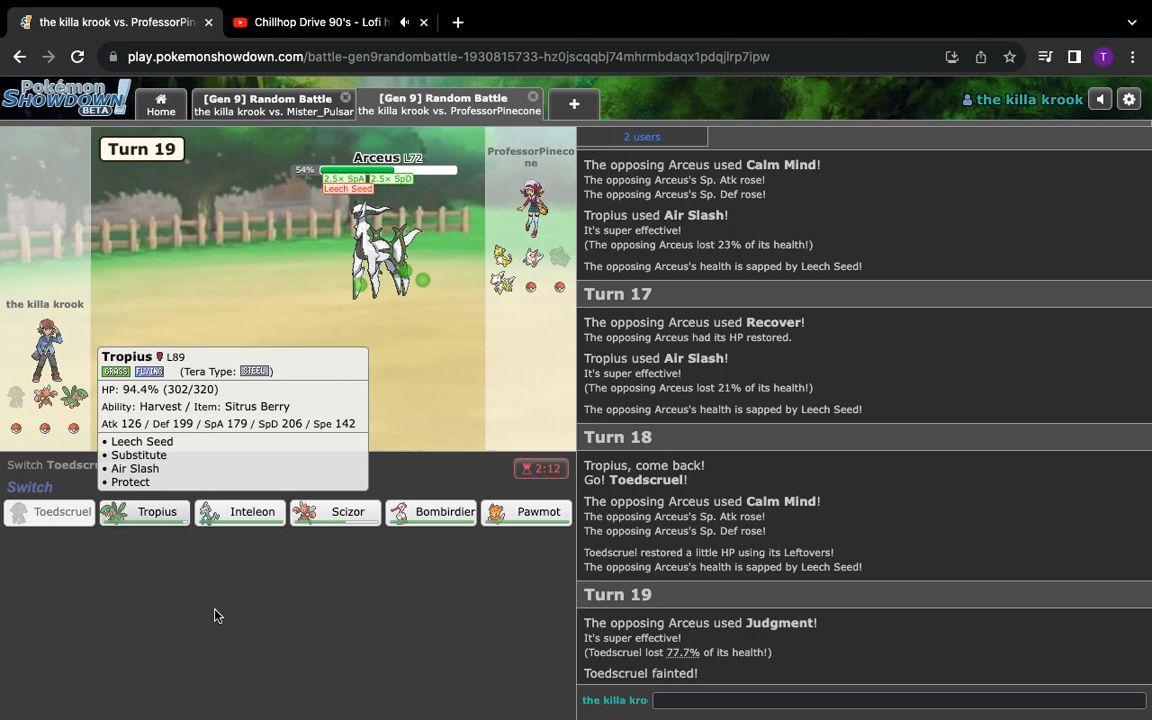 the killa krook vs. ProfessorPin
Chillhop Drive 90's - Lofi h
play.pokemonshowdown.com/battle-gen9randombattle-1930815733-hz0jscqqbj74mhrmbdaqx1pdqjlrp7ipw
T
Pokémon
SHOWDOWN!
BETA
Home
[Gen 9] Random Battle
the killa krook vs. Mister_Pulsar
[Gen 9] Random Battle
the killa krook vs. ProfessorPinecone
the killa krook
Turn 19
Arceus L72
54%
2.5× SpA 2.5× SpD
Leech Seed
ProfessorPineco
ne
the killa krook
Tropius L89
GRASS FLYING (Tera Type: STEEL)
HP: 94.4% (302/320)
Ability: Harvest / Item: Sitrus Berry
Atk 126 / Def 199 / SpA 179 / SpD 206 / Spe 142
• Leech Seed
• Substitute
• Air Slash
• Protect
Switch Toedscru
2:12
Switch
Toedscruel
Tropius
Inteleon
Scizor
Bombirdier
Pawmot
2 users
The opposing Arceus used Calm Mind!
The opposing Arceus's Sp. Atk rose!
The opposing Arceus's Sp. Def rose!
Tropius used Air Slash!
It's super effective!
(The opposing Arceus lost 23% of its health!)
The opposing Arceus's health is sapped by Leech Seed!
Turn 17
The opposing Arceus used Recover!
The opposing Arceus had its HP restored.
Tropius used Air Slash!
It's super effective!
(The opposing Arceus lost 21% of its health!)
The opposing Arceus's health is sapped by Leech Seed!
Turn 18
Tropius, come back!
Go! Toedscruel!
The opposing Arceus used Calm Mind!
The opposing Arceus's Sp. Atk rose!
The opposing Arceus's Sp. Def rose!
Toedscruel restored a little HP using its Leftovers!
The opposing Arceus's health is sapped by Leech Seed!
Turn 19
The opposing Arceus used Judgment!
It's super effective!
(Toedscruel lost 77.7% of its health!)
Toedscruel fainted!
the killa kro